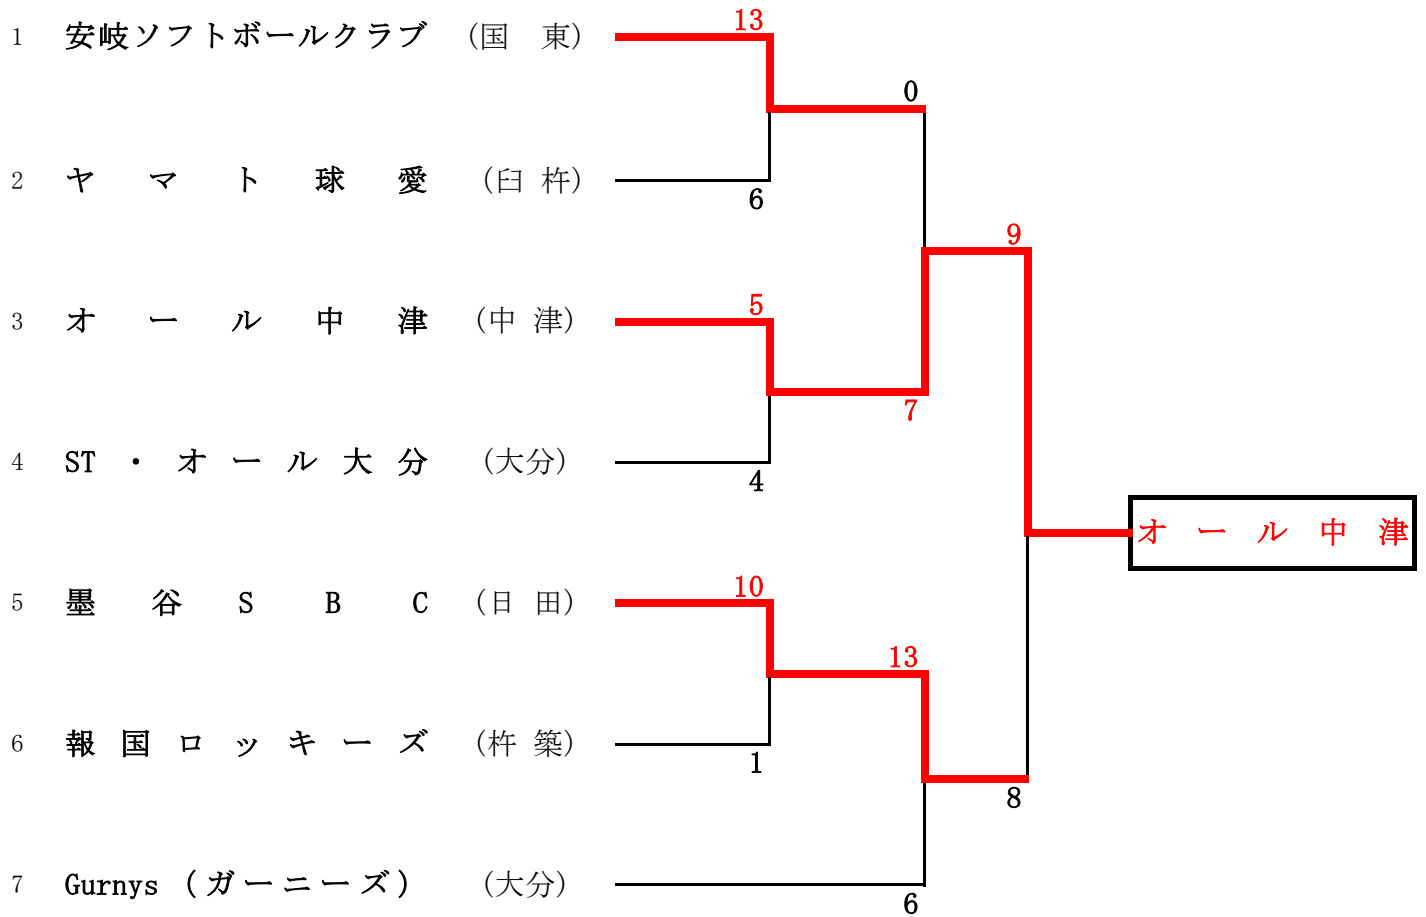 13
1 安岐ソフトボールクラブ (国 東)
0
2 ヤマト球愛 (臼 杵)
6
9
5
3 オール中津 (中 津)
7
4 ST・オール大分 (大分)
4
オール中津
10
5 墨谷SBC (日 田)
13
6 報国ロッキーズ (杵 築)
1
8
7 Gurnys (ガーニーズ) (大分)
6